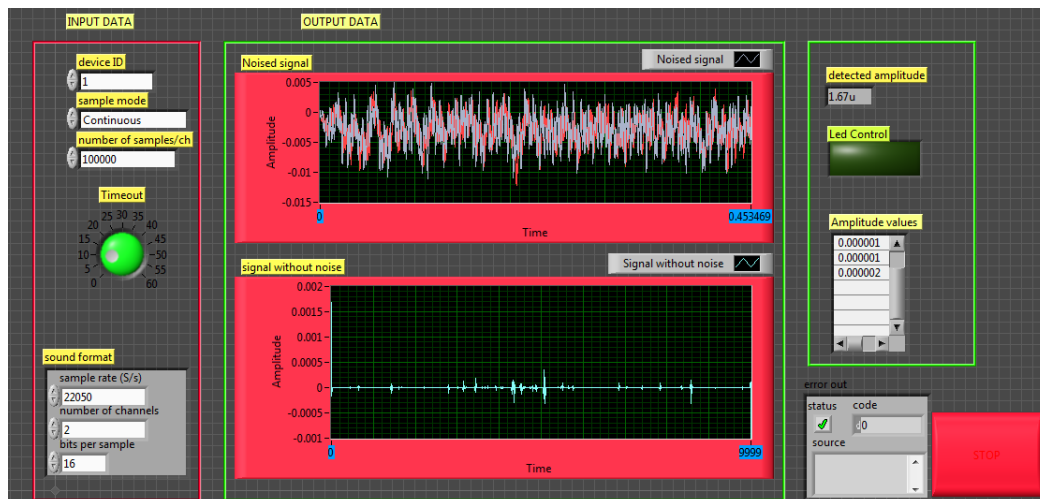 INPUT DATA
OUTPUT DATA
device ID
1
sample mode
Continuous
number of samples/ch
100000
Timeout
0
5
10
15
20
25
30
35
40
45
50
55
60
sound format
sample rate (S/s)
22050
number of channels
2
bits per sample
16
Noised signal
Noised signal
Amplitude
0.005
0
-0.005
-0.01
-0.015
0
0.453469
Time
signal without noise
Signal without noise
Amplitude
0.002
0.0015
0.001
0.0005
0
-0.0005
-0.001
0
9999
Time
detected amplitude
1.67u
Led Control
Amplitude values
0.000001
0.000001
0.000002
error out
status
code
0
source
STOP